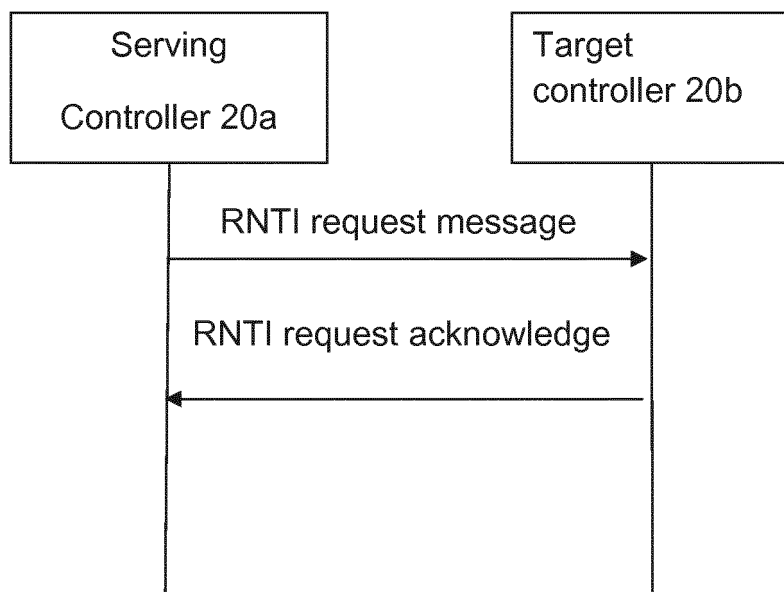 Serving
Controller 20a
Target
controller 20b
RNTI request message
RNTI request acknowledge